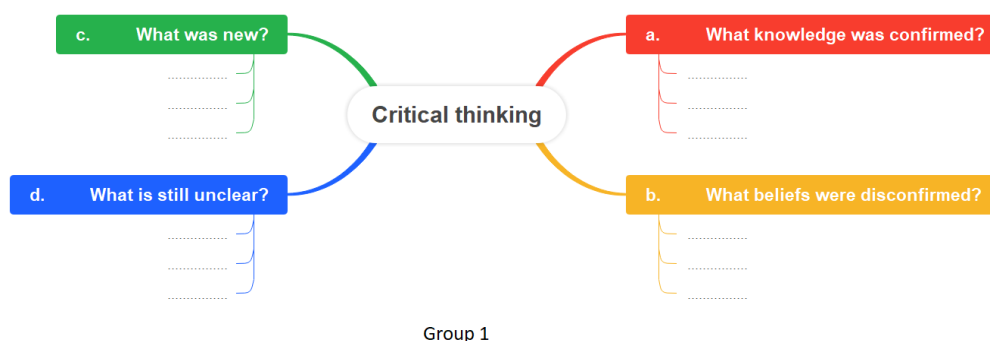 c. What was new?
a. What knowledge was confirmed?
Critical thinking
d. What is still unclear?
b. What beliefs were disconfirmed?
Group 1